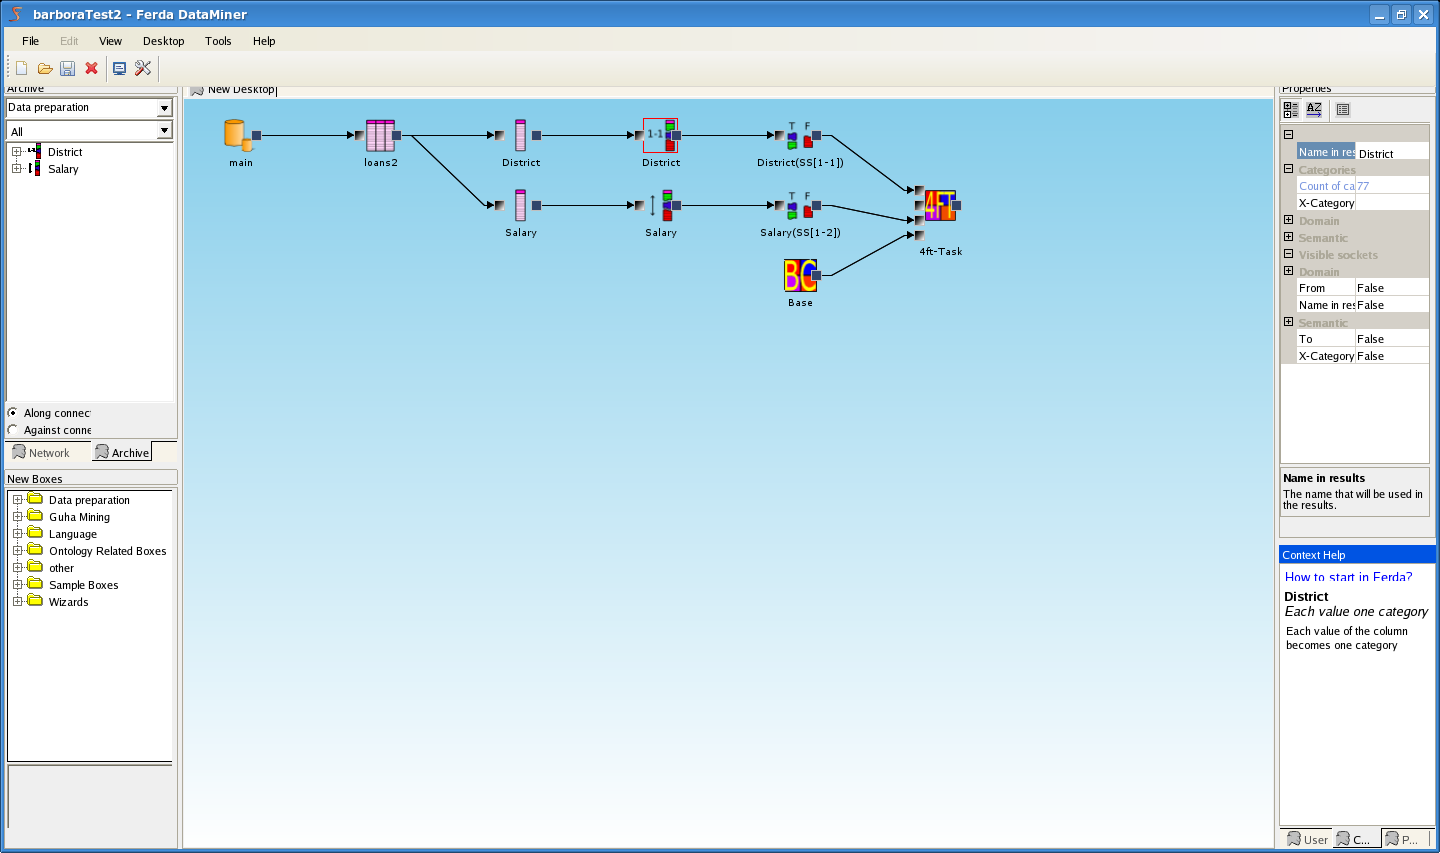 barboraTest2 - Ferda DataMiner
File Edit View Desktop Tools Help
Archive
Data preparation
All
District
Salary
Along connec
Against conne
Network Archive
New Boxes
Data preparation
Guha Mining
Language
Ontology Related Boxes
other
Sample Boxes
Wizards
New Desktop
main
loans2
District
1-1
District
T F
District(SS[1-1])
Salary
Salary
T F
Salary(SS[1-2])
4FT
4ft-Task
BC
Base
Properties
AZ
Name in res District
Categories
Count of ca 77
X-Category
Domain
Semantic
Visible sockets
Domain
From False
Name in res False
Semantic
To False
X-Category False
Name in results
The name that will be used in
the results.
Context Help
How to start in Ferda?
District
Each value one category
Each value of the column
becomes one category
User C... P...